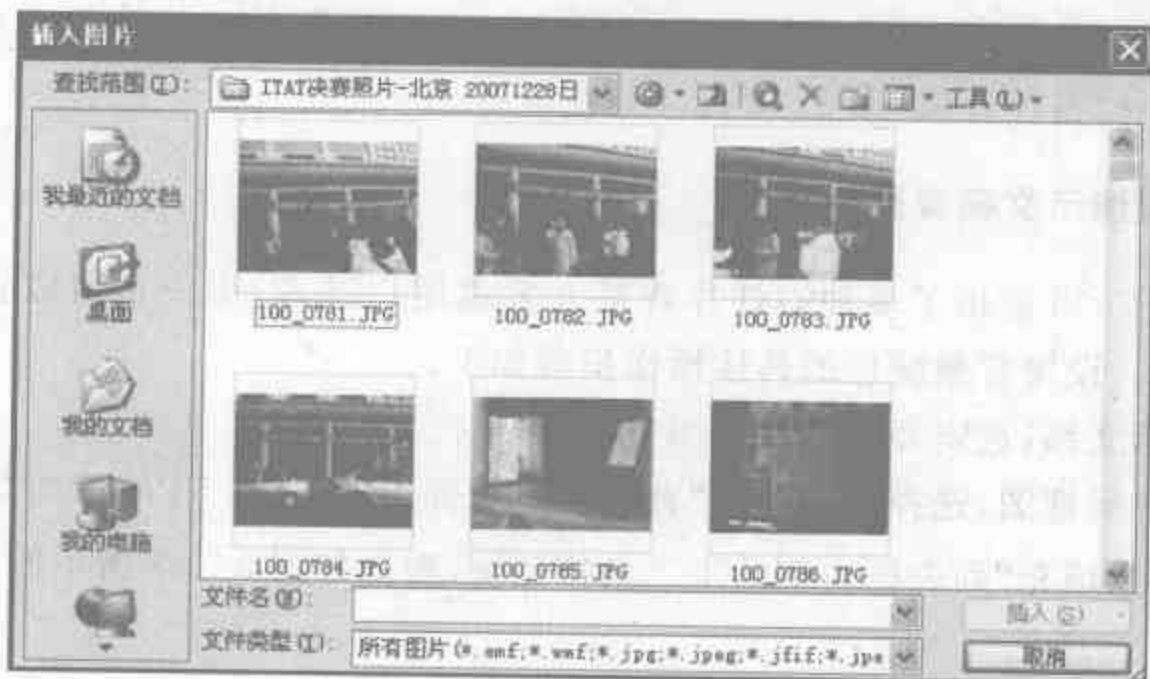 插入图片
查找范围(I): ITAT决赛照片-北京 20071228日 工具(L)
我最近的文档
桌面
我的文档
我的电脑
100_0781.JPG 100_0782.JPG 100_0783.JPG
100_0784.JPG 100_0785.JPG 100_0786.JPG
文件名(N):
插入(S)
文件类型(T): 所有图片(*.emf;*.wmf;*.jpg;*.jpeg;*.jfif;*.jpe
取消